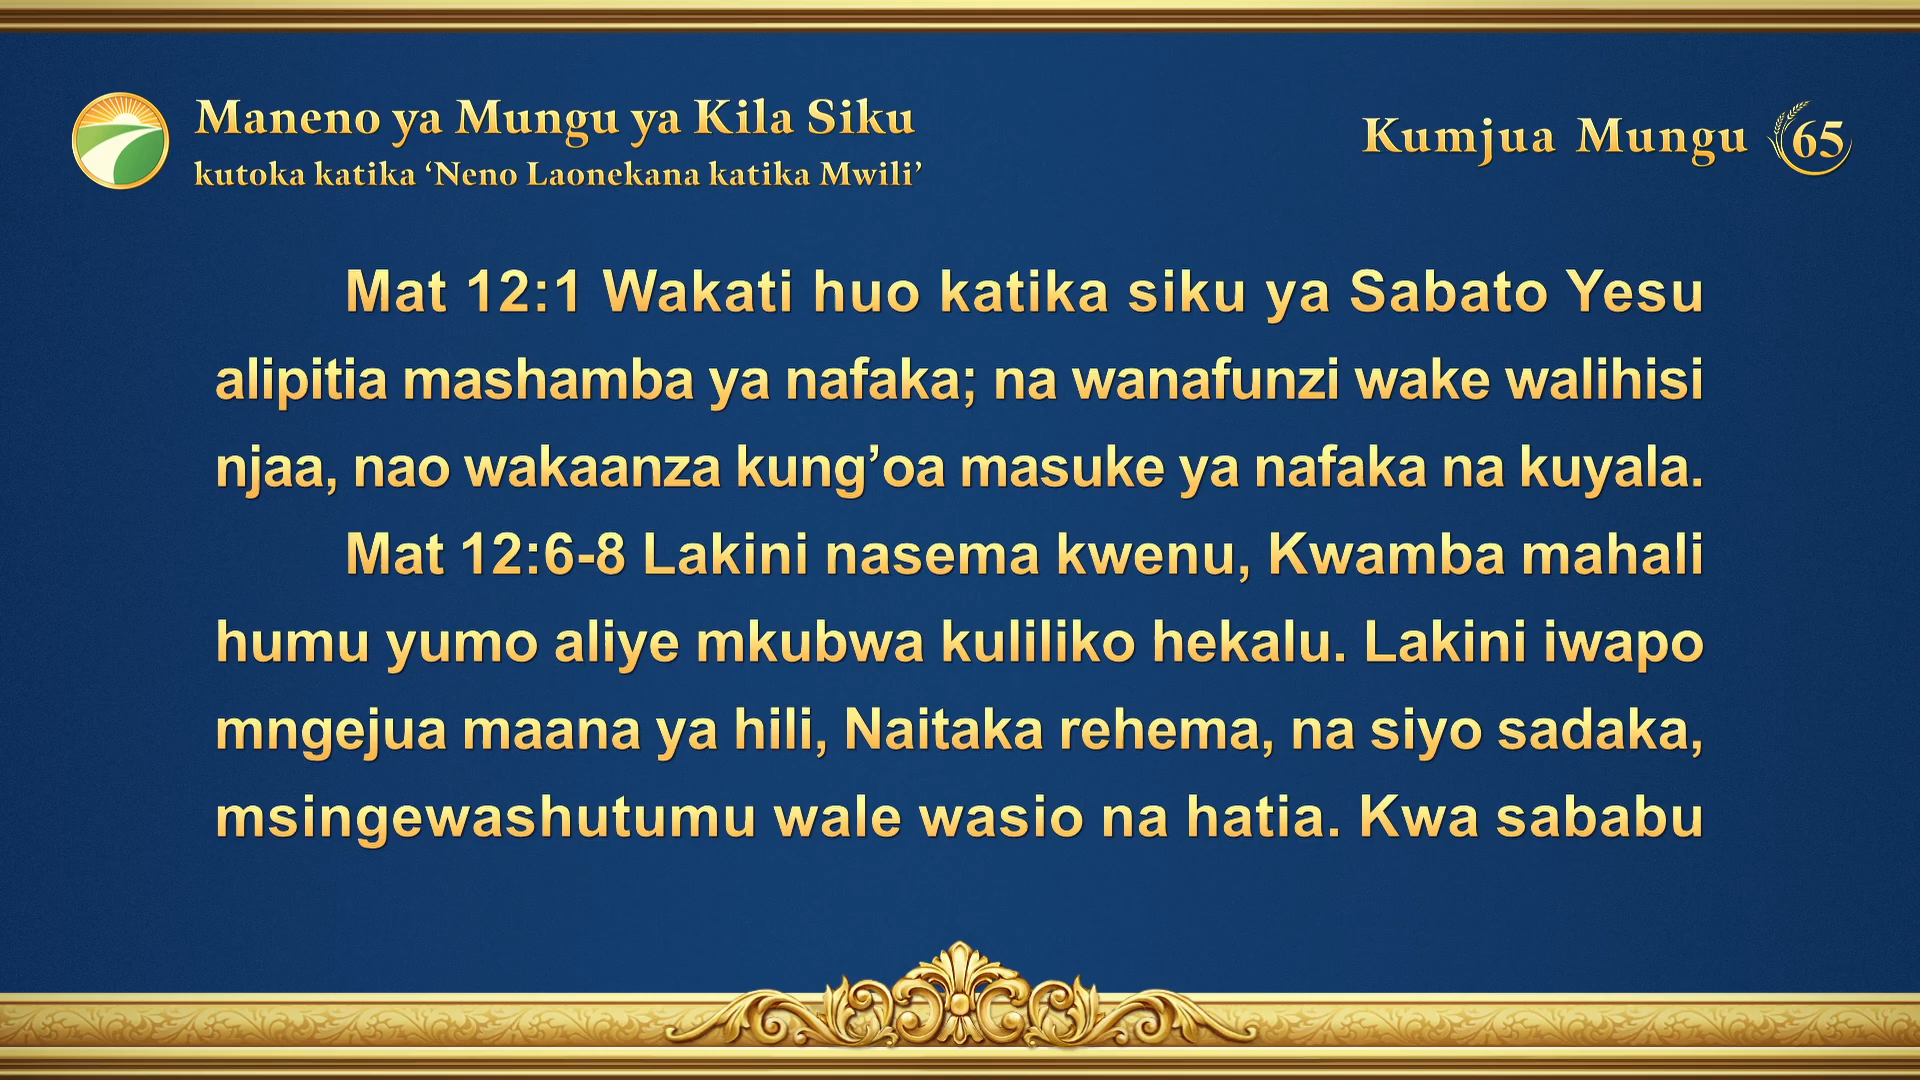 Maneno ya Mungu ya Kila Siku
kutoka katika ‘Neno Laonekana katika Mwili’
Kumjua Mungu 65
Mat 12:1 Wakati huo katika siku ya Sabato Yesu
alipitia mashamba ya nafaka; na wanafunzi wake walihisi
njaa, nao wakaanza kung’oa masuke ya nafaka na kuyala.
Mat 12:6-8 Lakini nasema kwenu, Kwamba mahali
humu yumo aliye mkubwa kuliliko hekalu. Lakini iwapo
mngejua maana ya hili, Naitaka rehema, na siyo sadaka,
msingewashutumu wale wasio na hatia. Kwa sababu